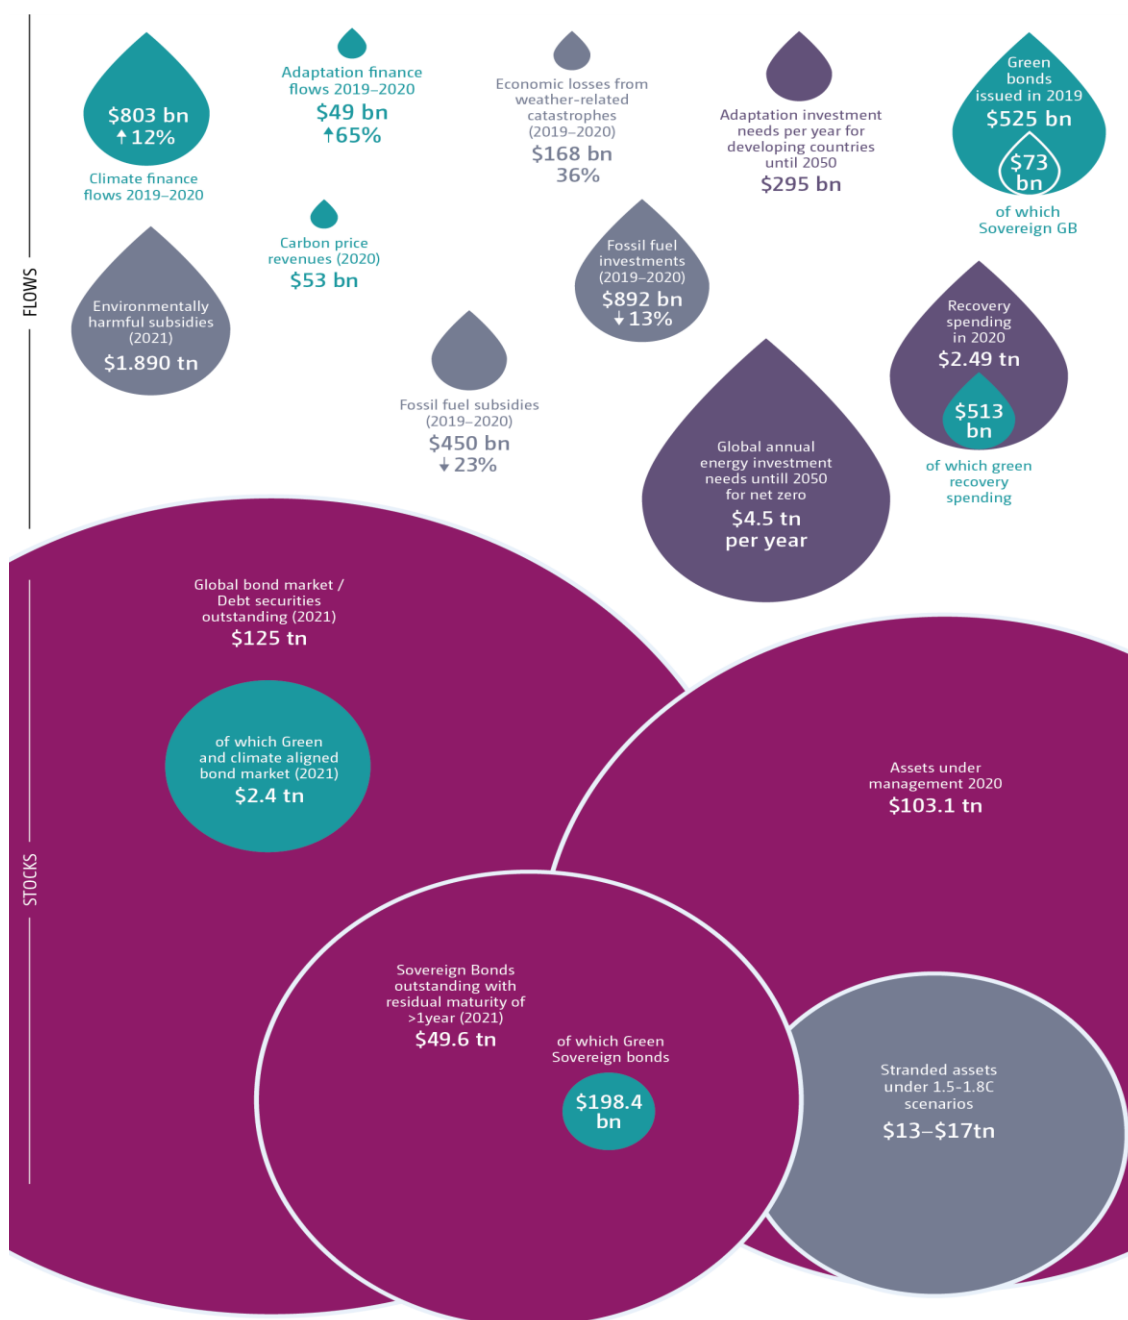 FLOWS
$803 bn
↑ 12%
Climate finance
flows 2019–2020
Adaptation finance
flows 2019–2020
$49 bn
↑65%
Economic losses from
weather-related
catastrophes
(2019–2020)
$168 bn
36%
Adaptation investment
needs per year for
developing countries
until 2050
$295 bn
Green
bonds
issued in 2019
$525 bn
$73
bn
of which
Sovereign GB
Environmentally
harmful subsidies
(2021)
$1.890 tn
Carbon price
revenues (2020)
$53 bn
Fossil fuel
investments
(2019–2020)
$892 bn
↓ 13%
Recovery
spending
in 2020
$2.49 tn
$513
bn
of which green
recovery
spending
Fossil fuel subsidies
(2019–2020)
$450 bn
↓ 23%
Global annual
energy investment
needs untill 2050
for net zero
$4.5 tn
per year
STOCKS
Global bond market /
Debt securities
outstanding (2021)
$125 tn
of which Green
and climate aligned
bond market (2021)
$2.4 tn
Assets under
management 2020
$103.1 tn
Sovereign Bonds
outstanding with
residual maturity of
>1year (2021)
$49.6 tn
of which Green
Sovereign bonds
$198.4
bn
Stranded assets
under 1.5-1.8C
scenarios
$13–$17tn